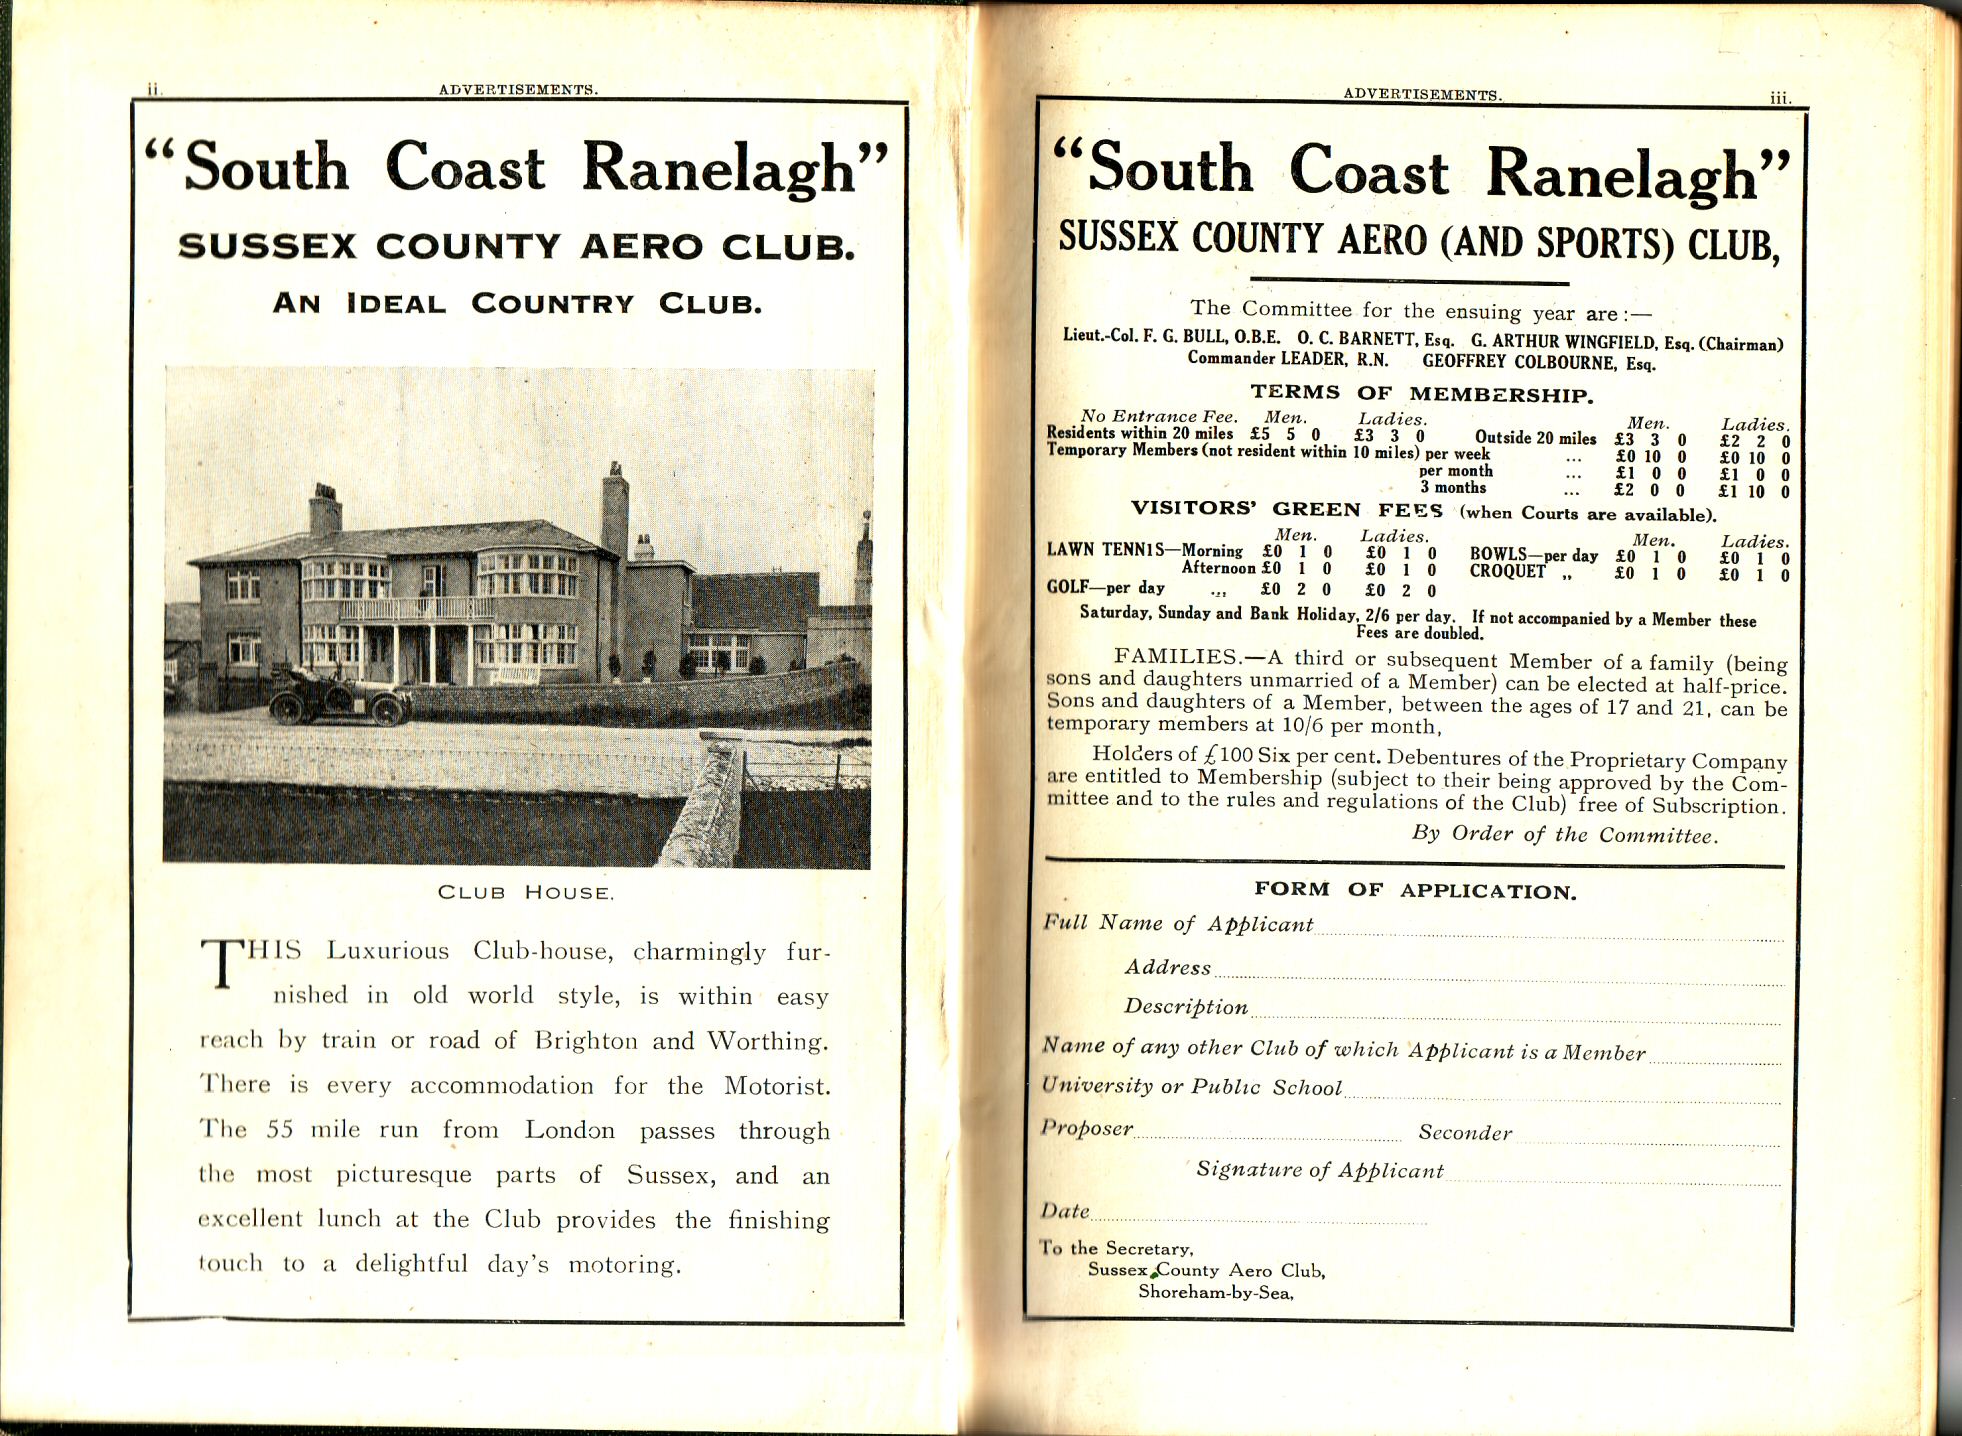 ii.
ADVERTISEMENTS.
"South Coast Ranelagh"
SUSSEX COUNTY AERO CLUB.
AN IDEAL COUNTRY CLUB.
CLUB HOUSE.
THIS Luxurious Club-house, charmingly fur-
nished in old world style, is within easy
reach by train or road of Brighton and Worthing.
There is every accommodation for the Motorist.
The 55 mile run from London passes through
the most picturesque parts of Sussex, and an
excellent lunch at the Club provides the finishing
touch to a delightful day's motoring.
ADVERTISEMENTS.
iii.
"South Coast Ranelagh"
SUSSEX COUNTY AERO (AND SPORTS) CLUB,
The Committee for the ensuing year are :—
Lieut.-Col. F. G. BULL, O.B.E. O. C. BARNETT, Esq. G. ARTHUR WINGFIELD, Esq. (Chairman)
Commander LEADER, R.N. GEOFFREY COLBOURNE, Esq.
TERMS OF MEMBERSHIP.
No Entrance Fee. Men. Ladies. Men. Ladies.
Residents within 20 miles £5 5 0 £3 3 0 Outside 20 miles £3 3 0 £2 2 0
Temporary Members (not resident within 10 miles) per week ... £0 10 0 £0 10 0
per month ... £1 0 0 £1 0 0
3 months ... £2 0 0 £1 10 0
VISITORS' GREEN FEES (when Courts are available).
Men. Ladies. Men. Ladies.
LAWN TENNIS—Morning £0 1 0 £0 1 0 BOWLS—per day £0 1 0 £0 1 0
Afternoon £0 1 0 £0 1 0 CROQUET „ £0 1 0 £0 1 0
GOLF—per day ... £0 2 0 £0 2 0
Saturday, Sunday and Bank Holiday, 2/6 per day. If not accompanied by a Member these
Fees are doubled.
FAMILIES.—A third or subsequent Member of a family (being
sons and daughters unmarried of a Member) can be elected at half-price.
Sons and daughters of a Member, between the ages of 17 and 21, can be
temporary members at 10/6 per month,
Holders of £100 Six per cent. Debentures of the Proprietary Company
are entitled to Membership (subject to their being approved by the Com-
mittee and to the rules and regulations of the Club) free of Subscription.
By Order of the Committee.
FORM OF APPLICATION.
Full Name of Applicant
Address
Description
Name of any other Club of which Applicant is a Member
University or Public School
Proposer Seconder
Signature of Applicant
Date
To the Secretary,
Sussex County Aero Club,
Shoreham-by-Sea,